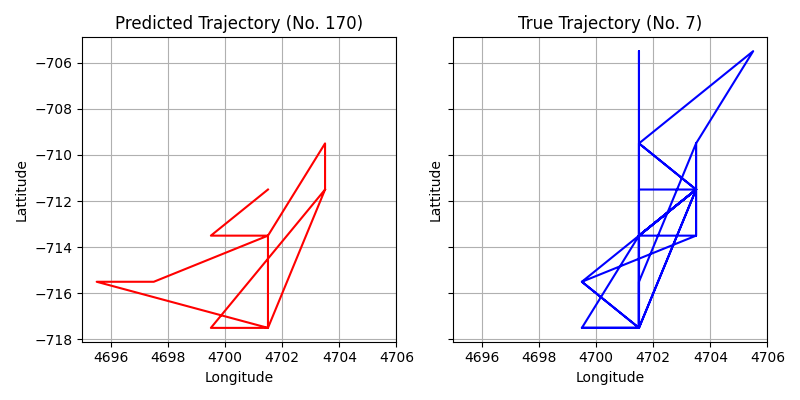 Predicted Trajectory (No. 170)
True Trajectory (No. 7)
−706
−708
−710
−712
−714
−716
−718
Lattitude
Lattitude
4696 4698 4700 4702 4704 4706
4696 4698 4700 4702 4704 4706
Longitude
Longitude